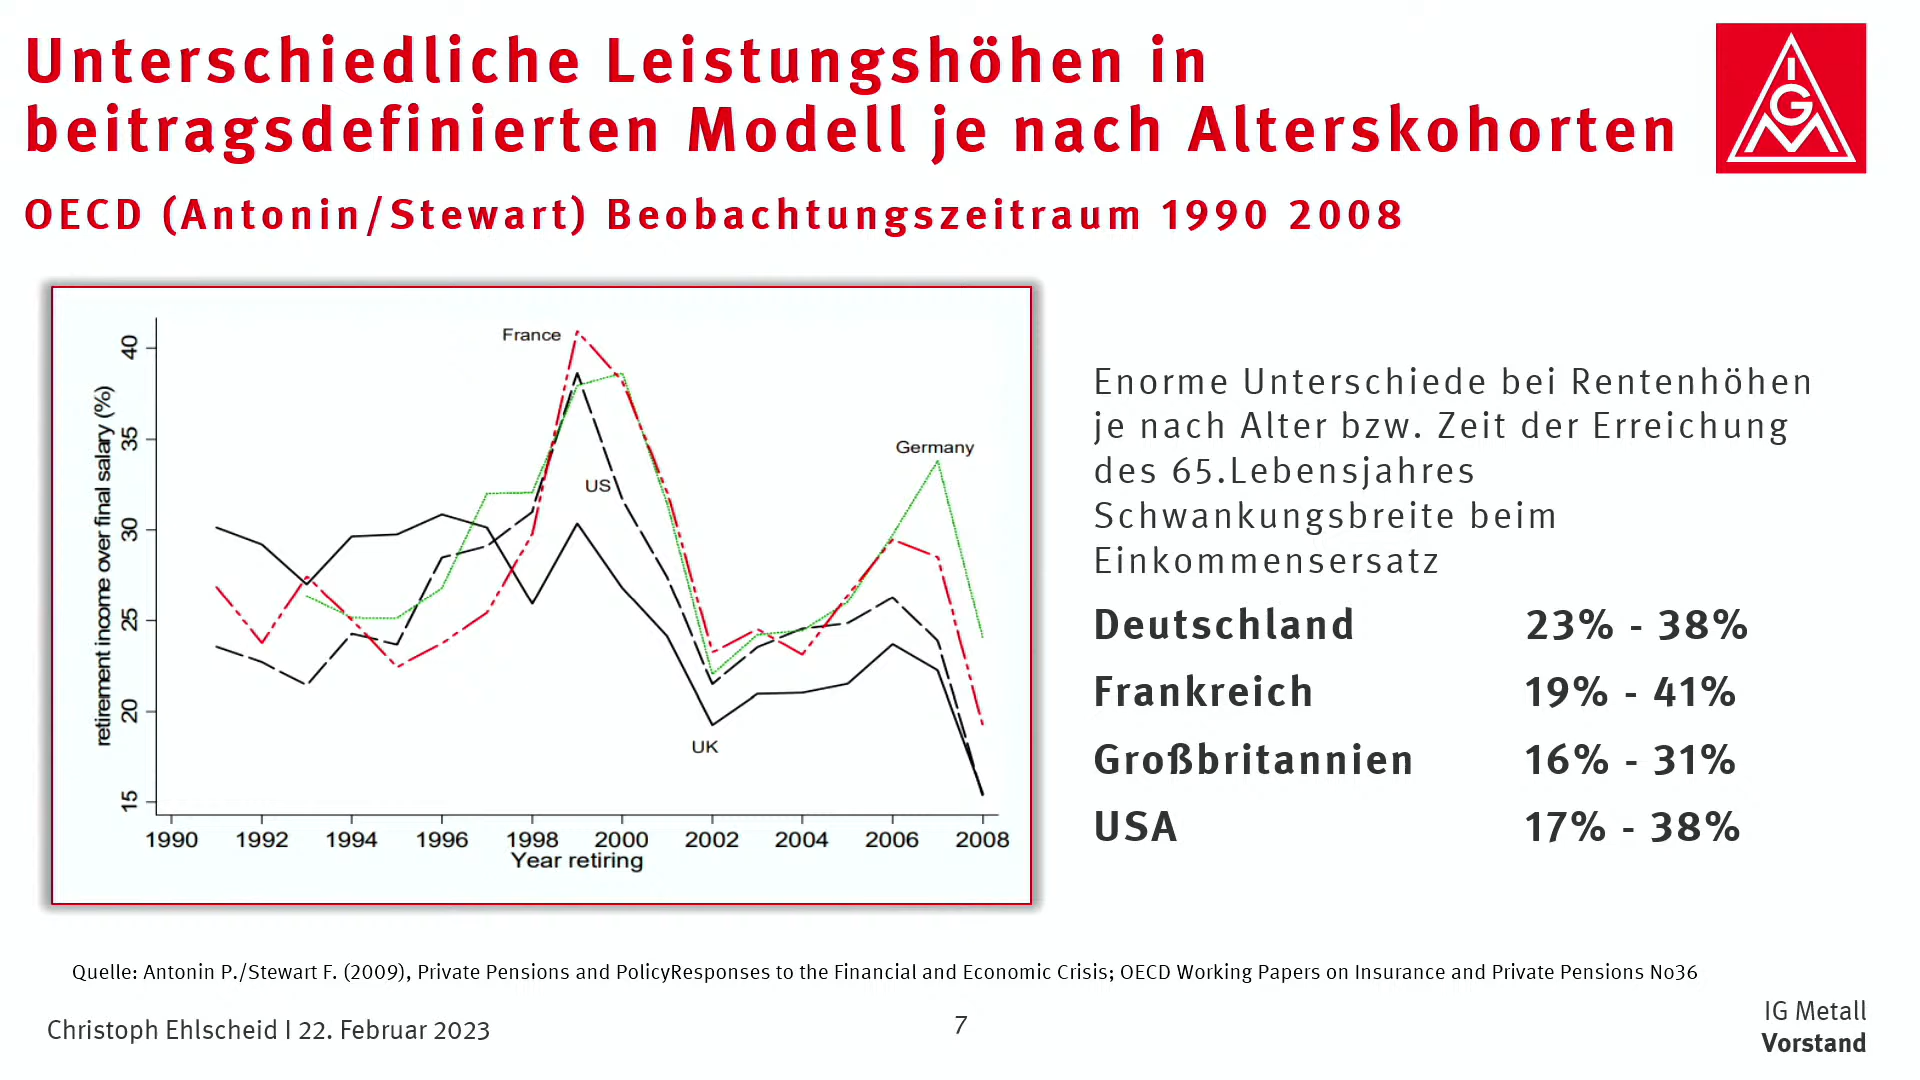 Unterschiedliche Leistungshöhen in
beitragsdefinierten Modell je nach Alterskohorten
OECD (Antonin/Stewart) Beobachtungszeitraum 1990 2008
IGM
retirement income over final salary (%)
40
35
30
25
20
15
France
US
Germany
UK
1990 1992 1994 1996 1998 2000 2002 2004 2006 2008
Year retiring
Enorme Unterschiede bei Rentenhöhen
je nach Alter bzw. Zeit der Erreichung
des 65.Lebensjahres
Schwankungsbreite beim
Einkommensersatz
Deutschland 23% - 38%
Frankreich 19% - 41%
Großbritannien 16% - 31%
USA 17% - 38%
Quelle: Antonin P./Stewart F. (2009), Private Pensions and PolicyResponses to the Financial and Economic Crisis; OECD Working Papers on Insurance and Private Pensions No36
Christoph Ehlscheid I 22. Februar 2023
7
IG Metall
Vorstand